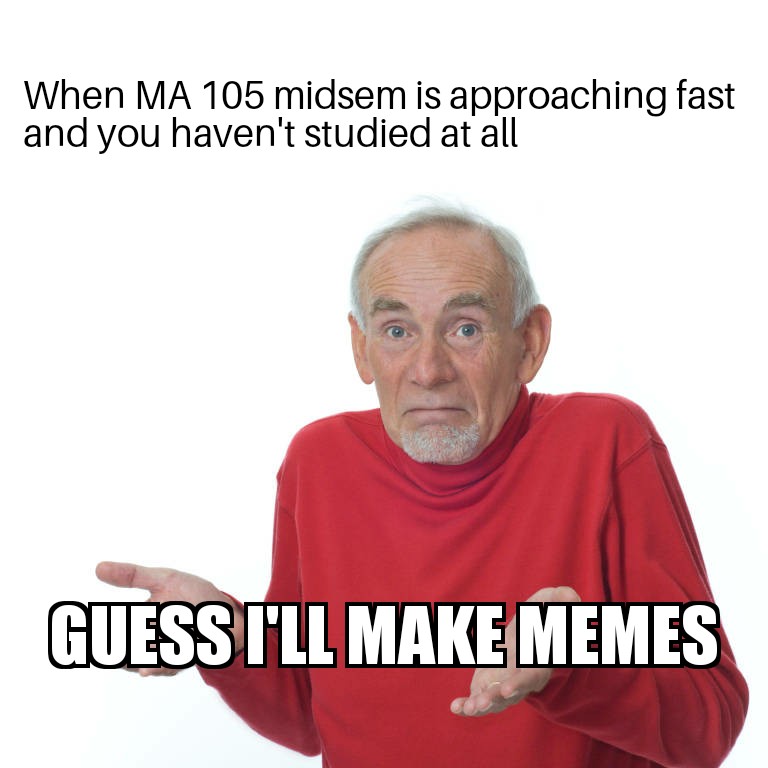 When MA 105 midsem is approaching fast
and you haven't studied at all
GUESS I'LL MAKE MEMES